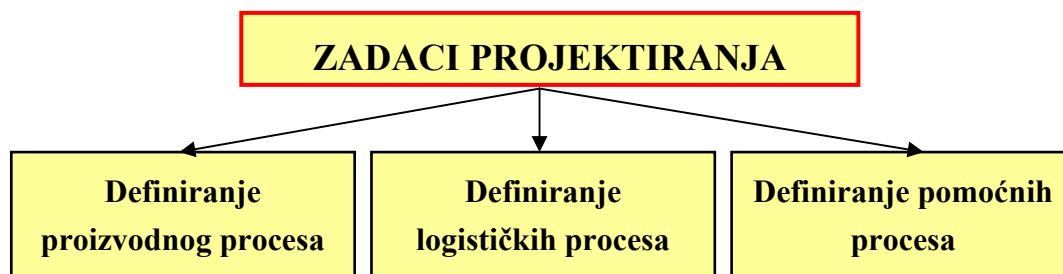 ZADACI PROJEKTIRANJA
Definiranje
proizvodnog procesa
Definiranje
logističkih procesa
Definiranje pomoćnih
procesa